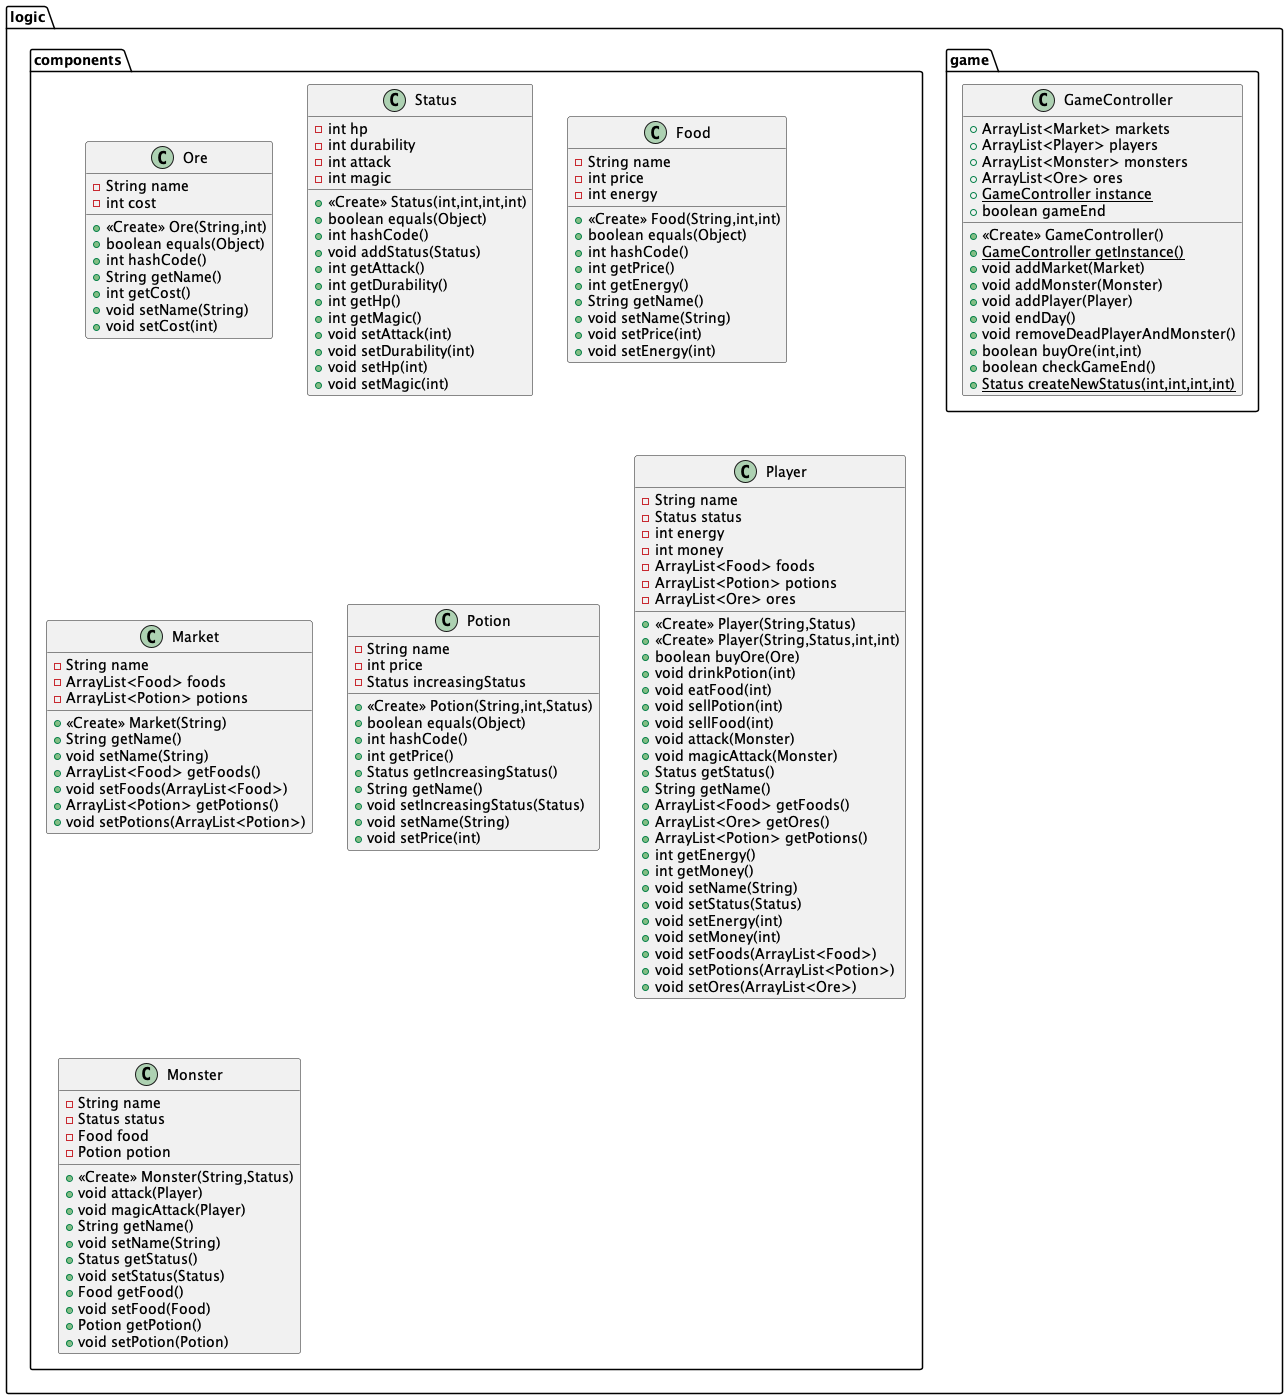 logic
components
game
C Ore
String name
int cost
«Create» Ore(String,int)
boolean equals(Object)
int hashCode()
String getName()
int getCost()
void setName(String)
void setCost(int)
C Status
int hp
int durability
int attack
int magic
«Create» Status(int,int,int,int)
boolean equals(Object)
int hashCode()
void addStatus(Status)
int getAttack()
int getDurability()
int getHp()
int getMagic()
void setAttack(int)
void setDurability(int)
void setHp(int)
void setMagic(int)
C Food
String name
int price
int energy
«Create» Food(String,int,int)
boolean equals(Object)
int hashCode()
int getPrice()
int getEnergy()
String getName()
void setName(String)
void setPrice(int)
void setEnergy(int)
C GameController
ArrayList<Market> markets
ArrayList<Player> players
ArrayList<Monster> monsters
ArrayList<Ore> ores
GameController instance
boolean gameEnd
«Create» GameController()
GameController getInstance()
void addMarket(Market)
void addMonster(Monster)
void addPlayer(Player)
void endDay()
void removeDeadPlayerAndMonster()
boolean buyOre(int,int)
boolean checkGameEnd()
Status createNewStatus(int,int,int,int)
C Market
String name
ArrayList<Food> foods
ArrayList<Potion> potions
«Create» Market(String)
String getName()
void setName(String)
ArrayList<Food> getFoods()
void setFoods(ArrayList<Food>)
ArrayList<Potion> getPotions()
void setPotions(ArrayList<Potion>)
C Potion
String name
int price
Status increasingStatus
«Create» Potion(String,int,Status)
boolean equals(Object)
int hashCode()
int getPrice()
Status getIncreasingStatus()
String getName()
void setIncreasingStatus(Status)
void setName(String)
void setPrice(int)
C Player
String name
Status status
int energy
int money
ArrayList<Food> foods
ArrayList<Potion> potions
ArrayList<Ore> ores
«Create» Player(String,Status)
«Create» Player(String,Status,int,int)
boolean buyOre(Ore)
void drinkPotion(int)
void eatFood(int)
void sellPotion(int)
void sellFood(int)
void attack(Monster)
void magicAttack(Monster)
Status getStatus()
String getName()
ArrayList<Food> getFoods()
ArrayList<Ore> getOres()
ArrayList<Potion> getPotions()
int getEnergy()
int getMoney()
void setName(String)
void setStatus(Status)
void setEnergy(int)
void setMoney(int)
void setFoods(ArrayList<Food>)
void setPotions(ArrayList<Potion>)
void setOres(ArrayList<Ore>)
C Monster
String name
Status status
Food food
Potion potion
«Create» Monster(String,Status)
void attack(Player)
void magicAttack(Player)
String getName()
void setName(String)
Status getStatus()
void setStatus(Status)
Food getFood()
void setFood(Food)
Potion getPotion()
void setPotion(Potion)